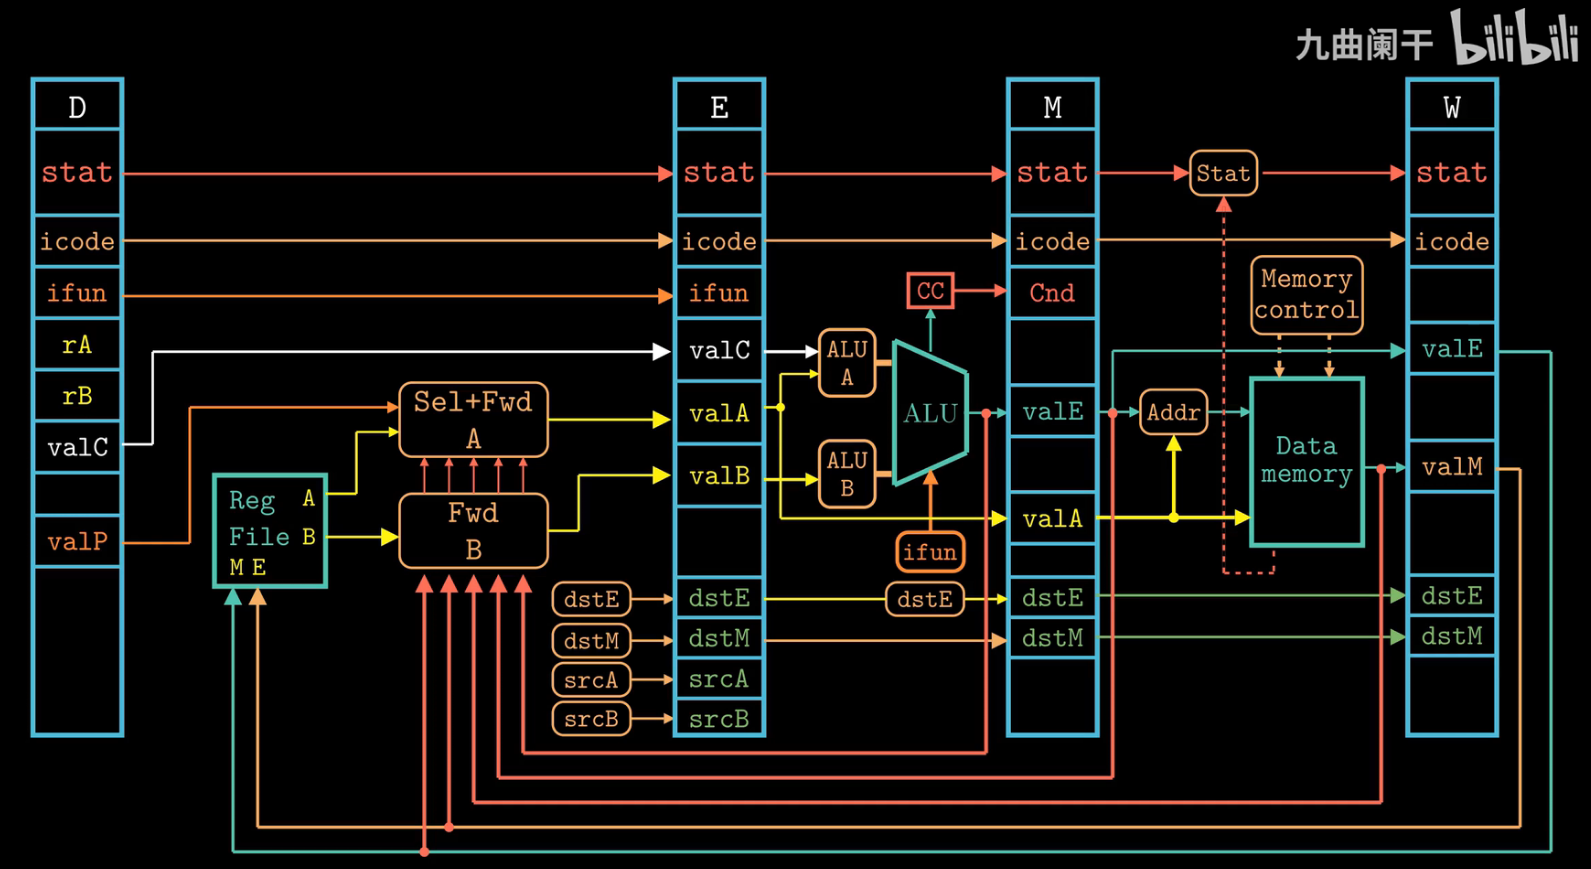 九曲阑干 bilibili
D
stat
icode
ifun
rA
rB
valC
valP
Reg A
File B
M E
Sel+Fwd
A
Fwd
B
dstE
dstM
srcA
srcB
E
stat
icode
ifun
valC
valA
valB
dstE
dstM
srcA
srcB
CC
ALU
A
ALU
B
ALU
ifun
dstE
M
stat
icode
Cnd
valE
valA
dstE
dstM
Stat
Memory
control
Addr
Data
memory
W
stat
icode
valE
valM
dstE
dstM